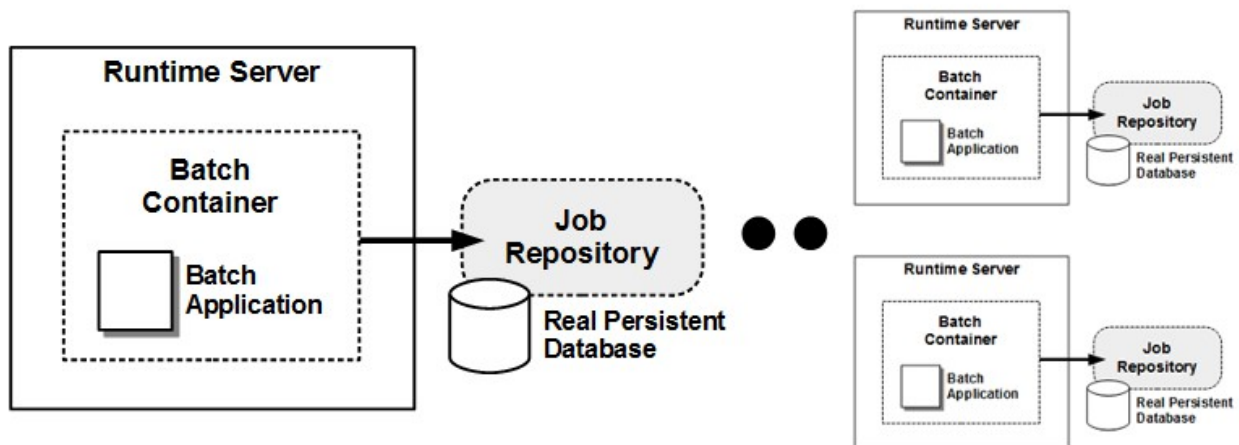 Runtime Server
Batch
Container
Batch
Application
Job
Repository
Real Persistent
Database
Runtime Server
Batch
Container
Batch
Application
Job
Repository
Real Persistent
Database
Runtime Server
Batch
Container
Batch
Application
Job
Repository
Real Persistent
Database